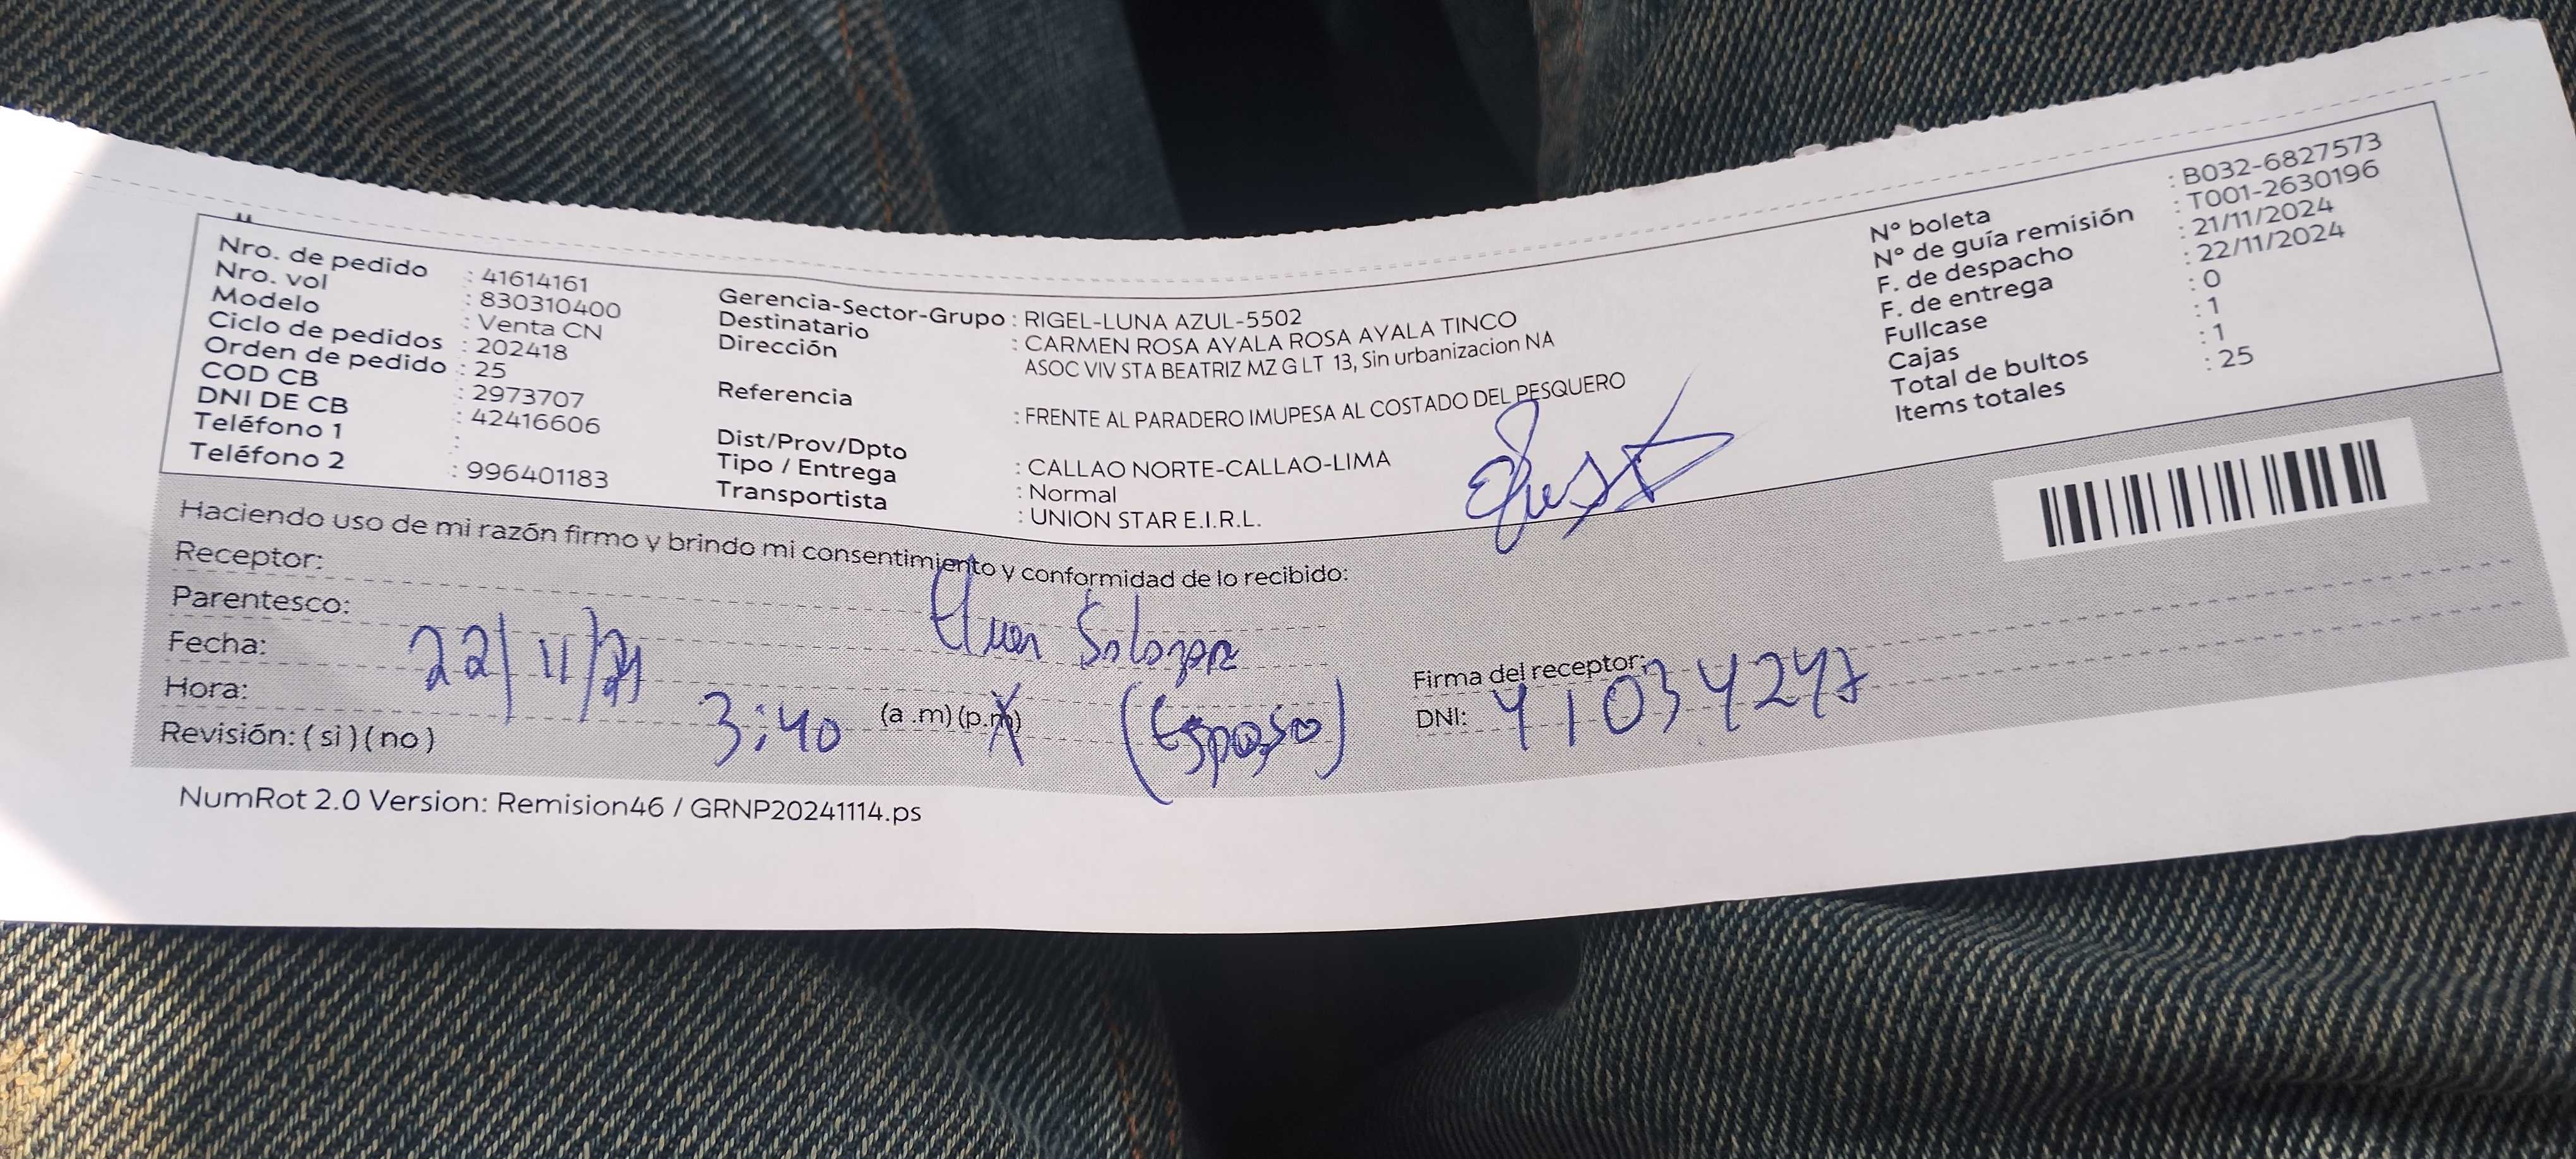 Nro. de pedido : 41614161
Nro. vol : 830310400
Modelo : Venta CN
Ciclo de pedidos : 202418
Orden de pedido : 25
COD CB : 2973707
DNI DE CB : 42416606
Teléfono 1 :
Teléfono 2 : 996401183
Gerencia-Sector-Grupo : RIGEL-LUNA AZUL-5502
Destinatario : CARMEN ROSA AYALA ROSA AYALA TINCO
Dirección ASOC VIV STA BEATRIZ MZ G LT 13, Sin urbanizacion NA
Referencia : FRENTE AL PARADERO IMUPESA AL COSTADO DEL PESQUERO
Dist/Prov/Dpto : CALLAO NORTE-CALLAO-LIMA
Tipo / Entrega : Normal
Transportista : UNION STAR E.I.R.L.
N° boleta : B032-6827573
N° de guía remisión : T001-2630196
F. de despacho : 21/11/2024
F. de entrega : 22/11/2024
Fullcase : 0
Cajas : 1
Total de bultos : 1
Items totales : 25
Haciendo uso de mi razón firmo y brindo mi consentimiento y conformidad de lo recibido:
Receptor:
Parentesco: Salazar
Fecha: 22/11/24
Firma del receptor:
Hora: 3:40 (a .m) (p.m) (Esposo)
DNI: 41034247
Revisión: ( si ) ( no )
NumRot 2.0 Version: Remision46 / GRNP20241114.ps